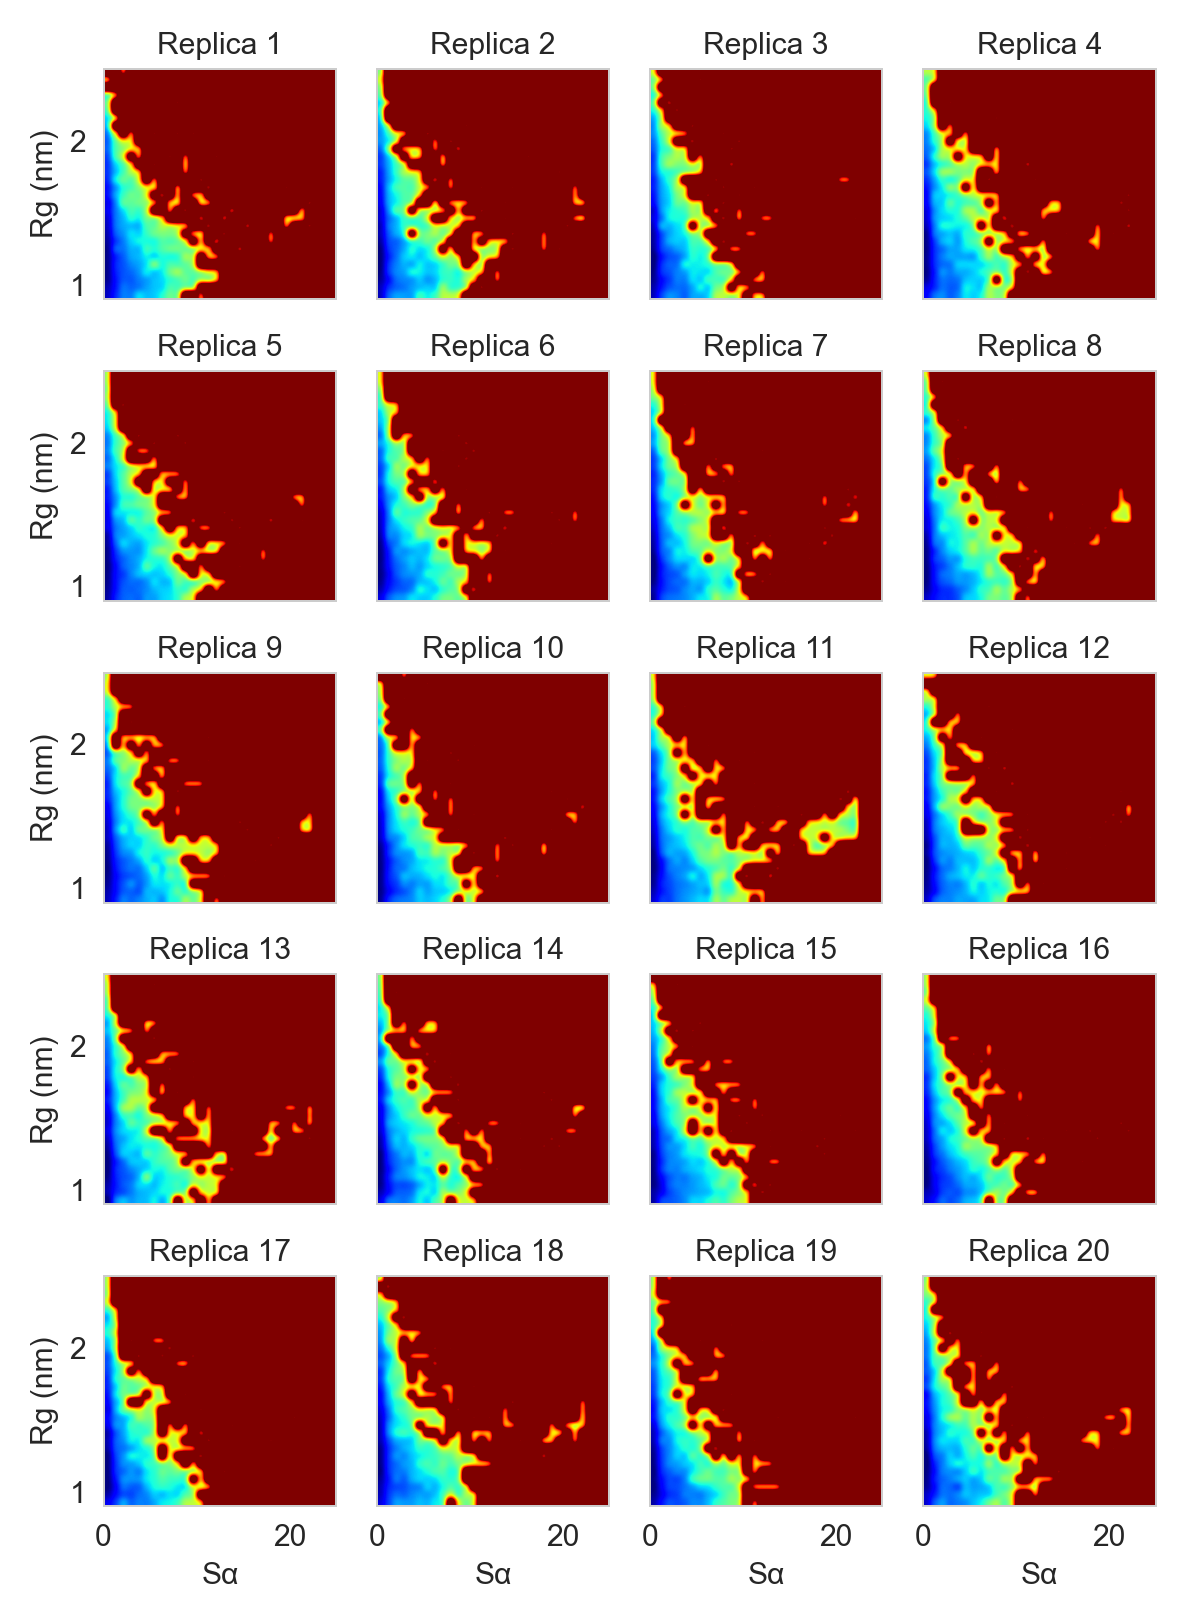 Replica 1 Replica 2 Replica 3 Replica 4
Rg (nm)
2
1
Replica 5 Replica 6 Replica 7 Replica 8
Rg (nm)
2
1
Replica 9 Replica 10 Replica 11 Replica 12
Rg (nm)
2
1
Replica 13 Replica 14 Replica 15 Replica 16
Rg (nm)
2
1
Replica 17 Replica 18 Replica 19 Replica 20
Rg (nm)
2
1
0 20 0 20 0 20 0 20
Sα Sα Sα Sα